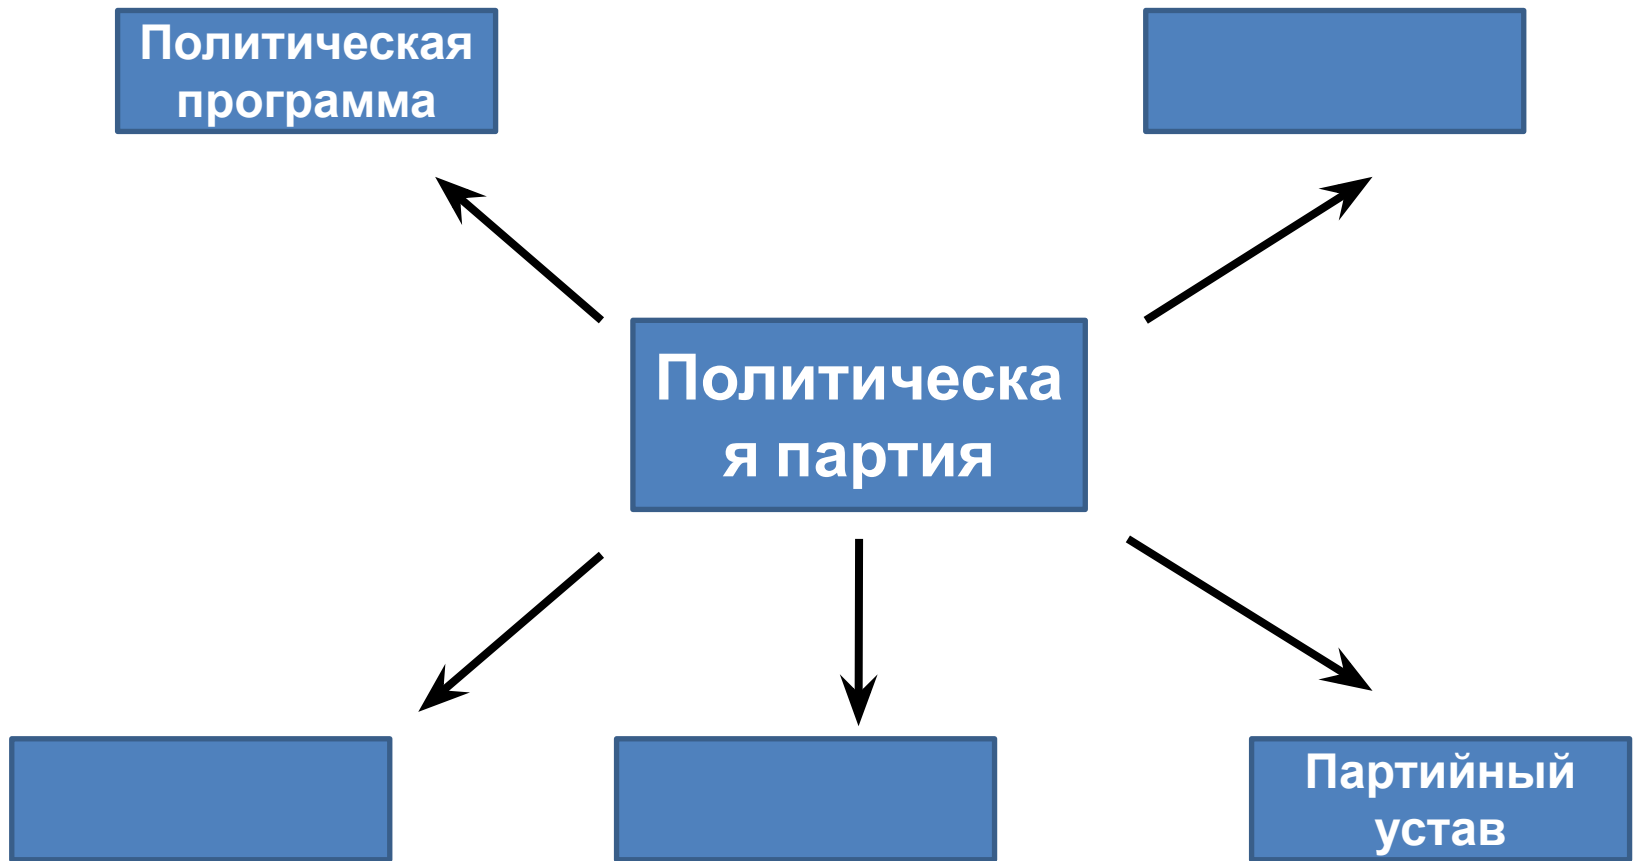 Политическая
программа
Политическа
я партия
Партийный
устав